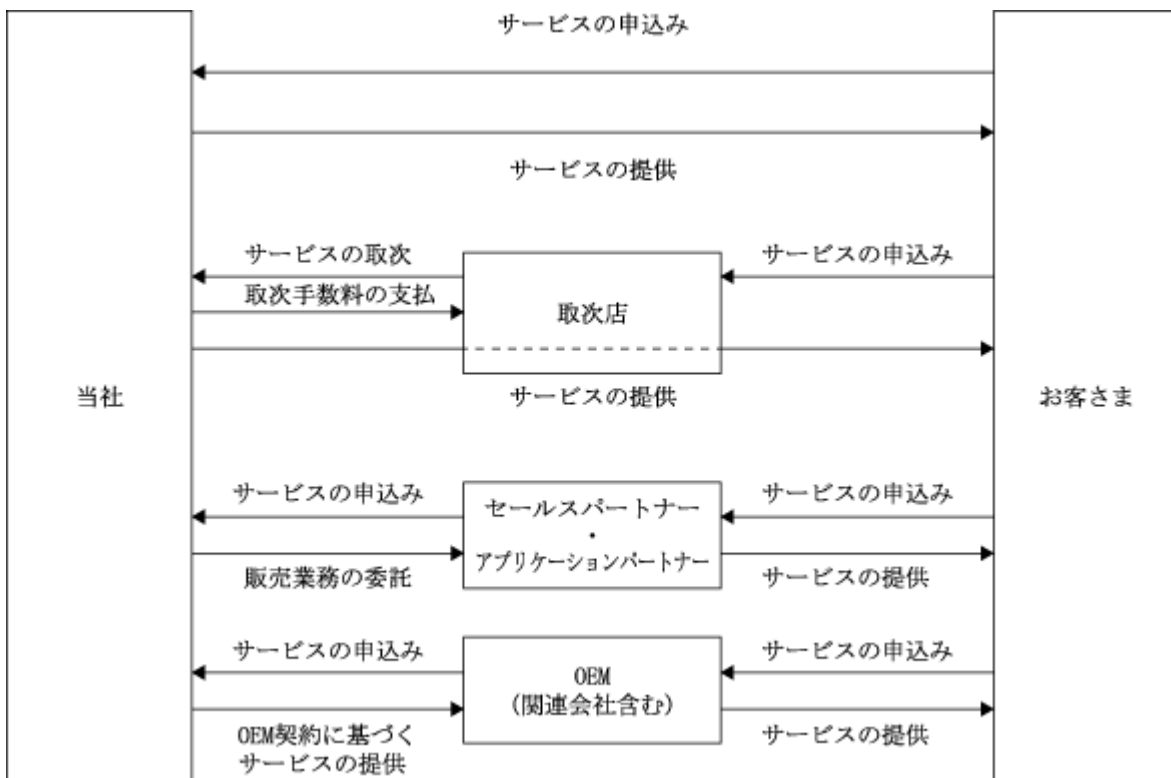 サービスの申込み
サービスの提供
サービスの取次
サービスの申込み
取次手数料の支払
取次店
サービスの提供
当社
お客さま
サービスの申込み
セールスパートナー
・
アプリケーションパートナー
サービスの申込み
販売業務の委託
サービスの提供
サービスの申込み
OEM
(関連会社含む)
サービスの申込み
OEM契約に基づく
サービスの提供
サービスの提供